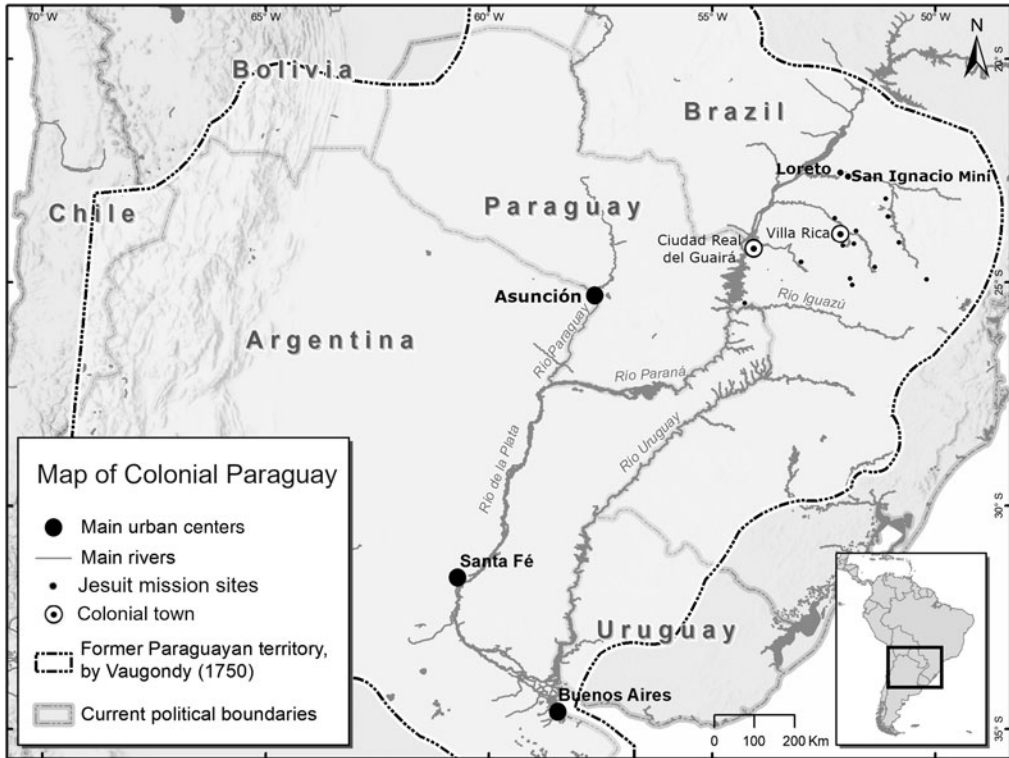 70° W
65° W
60° W
55° W
50° W
N
20° S
Bolivia
Brazil
Loreto
San Ignacio Miní
Chile
Paraguay
Villa Rica
Ciudad Real
del Guairá
25° S
Asunción
Río Iguazú
Río Paraguay
Argentina
Río Paraná
Río Uruguay
Río de la Plata
30° S
Santa Fé
Uruguay
Buenos Aires
35° S
0 100 200 Km
Map of Colonial Paraguay
Main urban centers
Main rivers
Jesuit mission sites
Colonial town
Former Paraguayan territory,
by Vaugondy (1750)
Current political boundaries